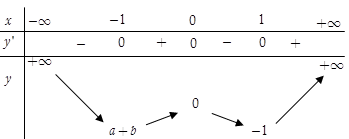 x −∞ −1 0 1 +∞
y' − 0 + 0 − 0 +
y +∞ a+b 0 −1 +∞